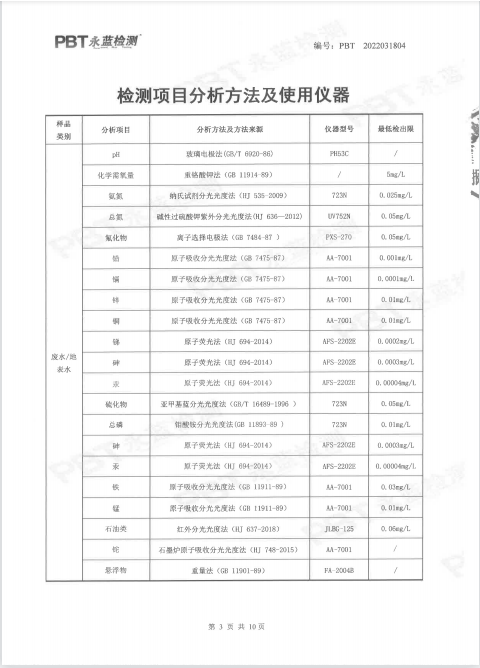 PBT永蓝检测
编号: PBT 2022031804
检测项目分析方法及使用仪器
样品类别 分析项目 分析方法及方法来源 仪器型号 最低检出限
废水/地汞水
pH 玻璃电极法(GB/T 6920-86) PH53C /
化学需氧量 重铬酸钾法（GB 11914-89） / 5mg/L
氨氮 纳氏试剂分光光度法（HJ 535-2009） 723N 0.025mg/L
总氮 碱性过硫酸钾紫外分光光度法(HJ 636—2012) UV752N 0.05mg/L
氟化物 离子选择电极法（GB 7484-87 ） PXS-270 0.05mg/L
铅 原子吸收分光光度法（GB 7475-87） AA-7001 0.001mg/L
镉 原子吸收分光光度法（GB 7475-87） AA-7001 0.0001mg/L
锌 原子吸收分光光度法（GB 7475-87） AA-7001 0.01mg/L
铜 原子吸收分光光度法（GB 7475-87） AA-7001 0.01mg/L
锑 原子荧光法（HJ 694-2014） AFS-2202E 0.0002mg/L
砷 原子荧光法（HJ 694-2014） AFS-2202E 0.0003mg/L
汞 原子荧光法（HJ 694-2014） AFS-2202E 0.00004mg/L
硫化物 亚甲基蓝分光光度法（GB/T 16489-1996 ） 723N 0.05mg/L
总磷 钼酸铵分光光度法(GB 11893-89 ) 723N 0.01mg/L
砷 原子荧光法（HJ 694-2014） AFS-2202E 0.0003mg/L
汞 原子荧光法（HJ 694-2014） AFS-2202E 0.00004mg/L
铁 原子吸收分光光度法（GB 11911-89） AA-7001 0.03mg/L
锰 原子吸收分光光度法（GB 11911-89） AA-7001 0.01mg/L
石油类 红外分光光度法（HJ 637-2018） JLBG-125 0.06mg/L
铊 石墨炉原子吸收分光光度法（HJ 748-2015） AA-7001 /
悬浮物 重量法（GB 11901-89） FA-2004B /
第 3 页 共 10 页